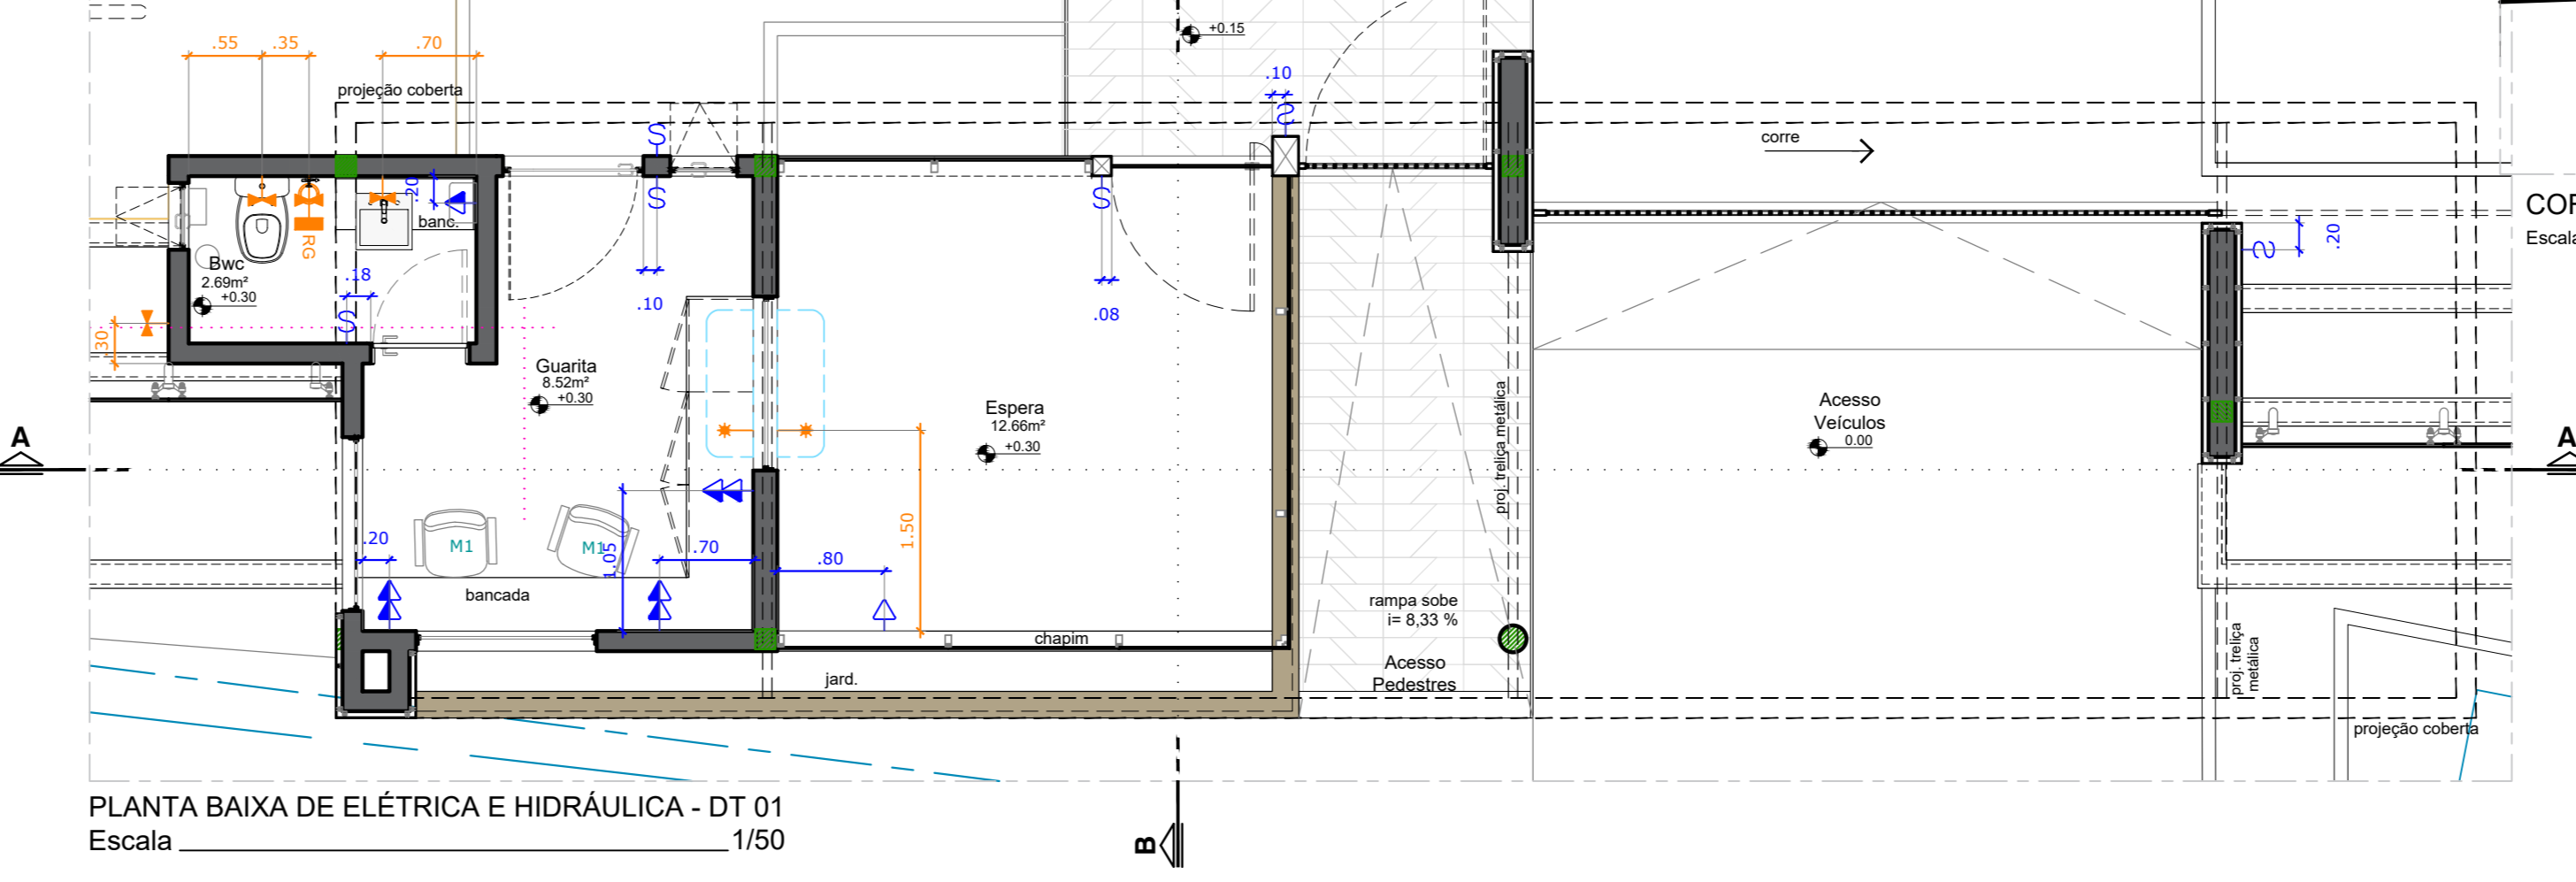 +0.15
.55
.35
.70
projeção coberta
.10
corre
COR
Escala
.20
banc.
RG
Bwc
2.69m²
+0.30
.18
.30
.10
.08
.20
Guarita
8.52m²
+0.30
Espera
12.66m²
+0.30
proj. treliça metálica
Acesso
Veículos
0.00
A
A
M1
M1
.20
1.05
.70
.80
1.50
bancada
rampa sobe
i= 8,33 %
chapim
jard.
Acesso
Pedestres
proj. treliça
metálica
projeção coberta
PLANTA BAIXA DE ELÉTRICA E HIDRÁULICA - DT 01
Escala 1/50
B